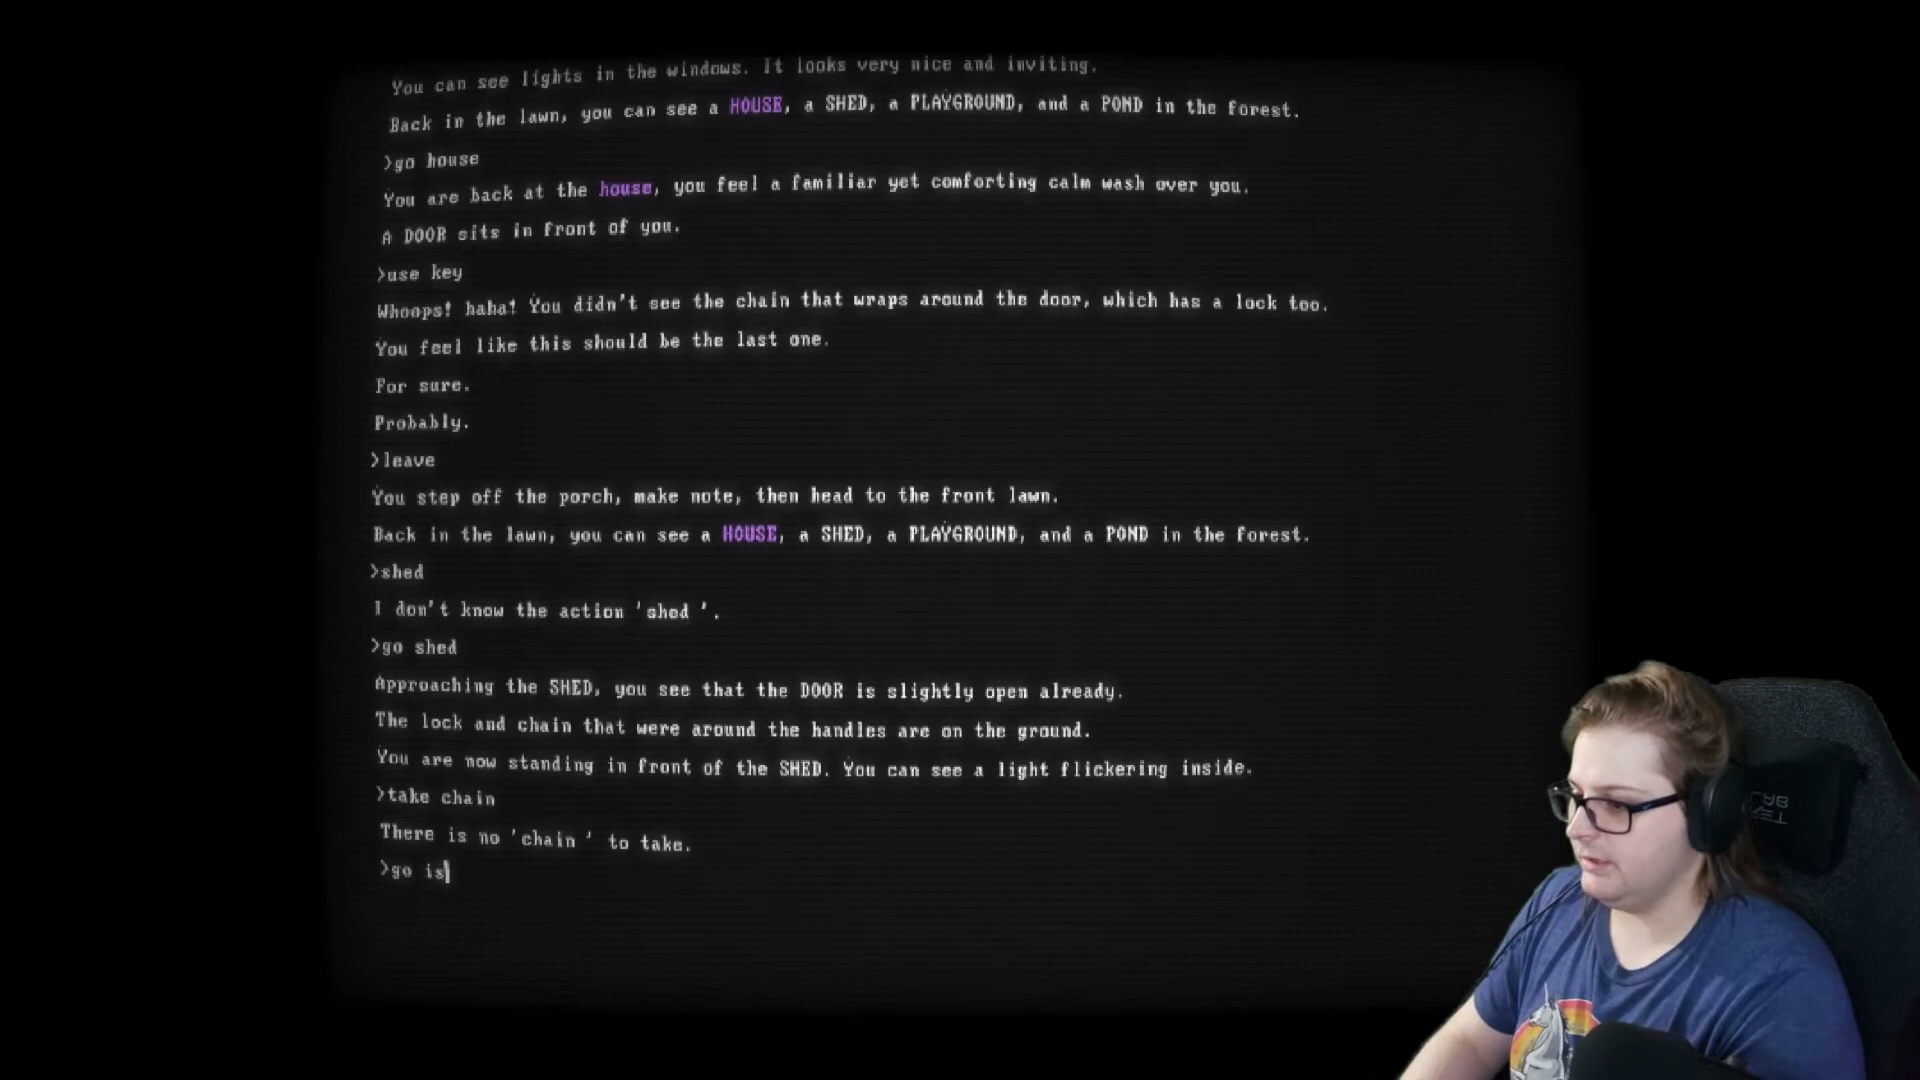 You can see lights in the windows. It looks very nice and inviting.
Back in the lawn, you can see a HOUSE, a SHED, a PLAYGROUND, and a POND in the forest.
>go house
You are back at the house, you feel a familiar yet comforting calm wash over you.
A DOOR sits in front of you.
>use key
Whoops! haha! You didn't see the chain that wraps around the door, which has a lock too.
You feel like this should be the last one.
For sure.
Probably.
>leave
You step off the porch, make note, then head to the front lawn.
Back in the lawn, you can see a HOUSE, a SHED, a PLAYGROUND, and a POND in the forest.
>shed
I don't know the action 'shed '.
>go shed
Approaching the SHED, you see that the DOOR is slightly open already.
The lock and chain that were around the handles are on the ground.
You are now standing in front of the SHED. You can see a light flickering inside.
>take chain
There is no 'chain ' to take.
>go is